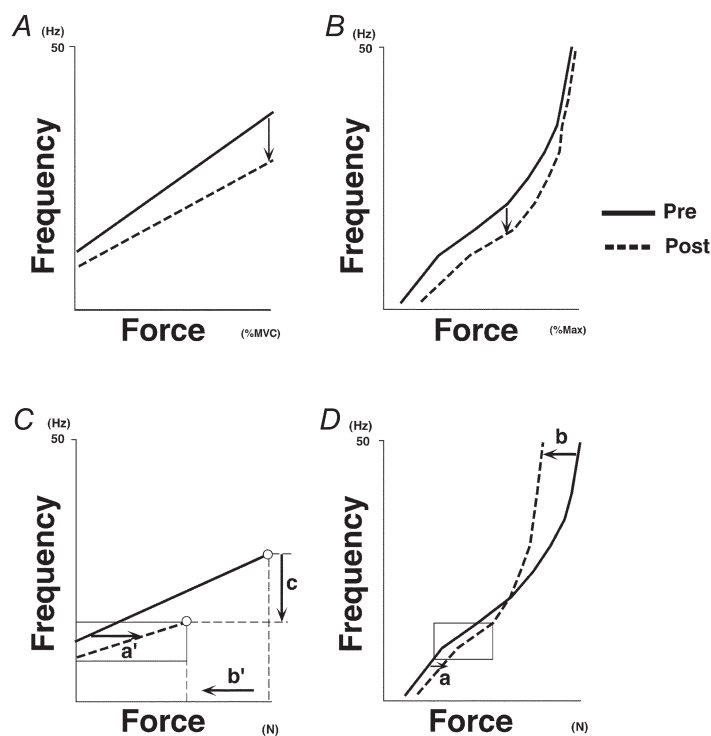 A (Hz)
50
Frequency
Force (%MVC)
B (Hz)
50
Frequency
Force (%Max)
Pre
Post
C (Hz)
50
Frequency
c
a'
b'
Force (N)
D (Hz)
50
b
Frequency
a
Force (N)